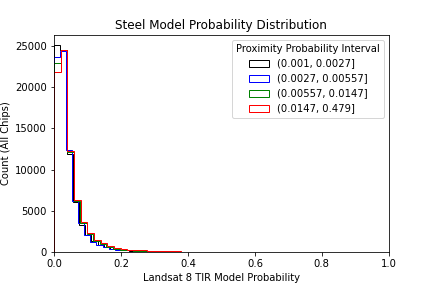 Steel Model Probability Distribution
Count (All Chips)
25000
20000
15000
10000
5000
0
Proximity Probability Interval
(0.001, 0.0027]
(0.0027, 0.00557]
(0.00557, 0.0147]
(0.0147, 0.479]
0.0 0.2 0.4 0.6 0.8 1.0
Landsat 8 TIR Model Probability